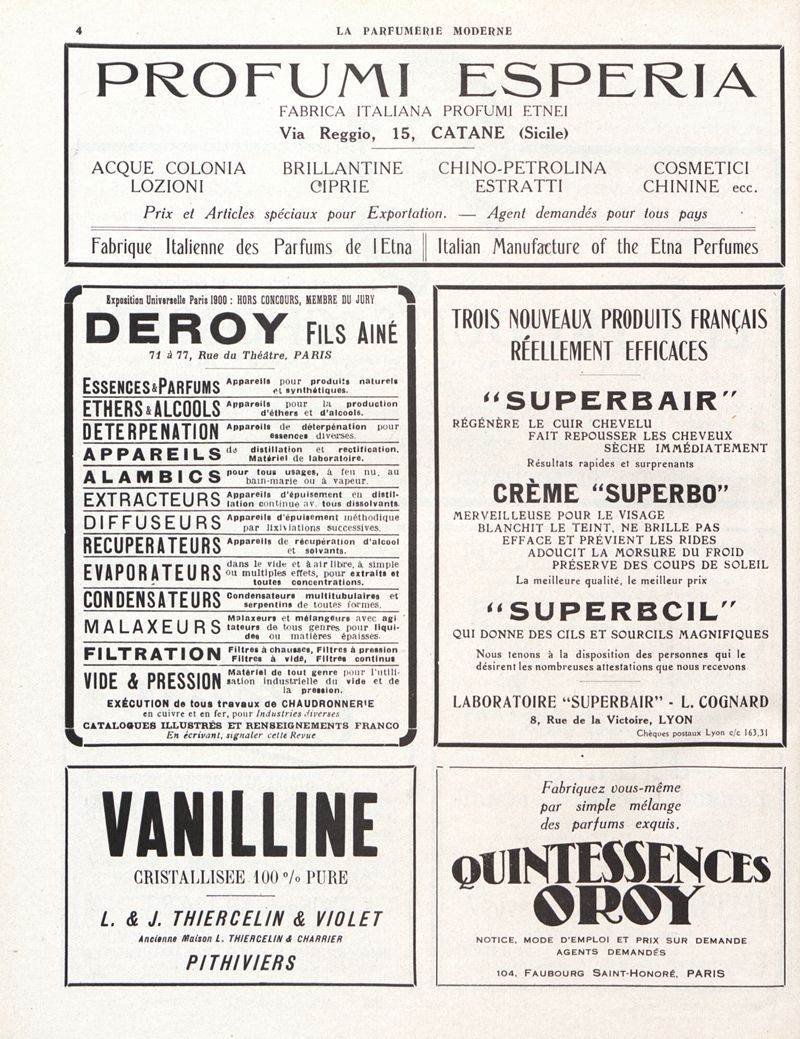 4
LA PARFUMERIE MODERNE
PROFUMI ESPERIA
FABRICA ITALIANA PROFUMI ETNEI
Via Reggio, 15, CATANE (Sicile)
ACQUE COLONIA BRILLANTINE CHINO-PETROLINA COSMETICI
LOZIONI CIPRIE ESTRATTI CHININE ecc.
Prix et Articles spéciaux pour Exportation. — Agent demandés pour tous pays
Fabrique Italienne des Parfums de l'Etna || Italian Manufacture of the Etna Perfumes
Exposition Universelle Paris 1900 : HORS CONCOURS, MEMBRE DU JURY
DEROY FILS AINÉ
71 à 77, Rue du Théâtre, PARIS
ESSENCES & PARFUMS Appareils pour produits naturels
et synthétiques.
ETHERS & ALCOOLS Appareils pour la production
d'éthers et d'alcools.
DÉTERPÉNATION Appareils de déterpénation pour
essences diverses.
APPAREILS de distillation et rectification.
Matériel de laboratoire.
ALAMBICS pour tous usages, à feu nu, au
bain-marie ou à vapeur.
EXTRACTEURS Appareils d'épuisement en distil-
lation continue av. tous dissolvants.
DIFFUSEURS Appareils d'épuisement méthodique
par lixiviations successives.
RÉCUPÉRATEURS Appareils de récupération d'alcool
et solvants.
EVAPORATEURS dans le vide et à air libre, à simple
ou multiples effets, pour extraits et
toutes concentrations.
CONDENSATEURS Condensateurs multitubulaires et
serpentins de toutes formes.
MALAXEURS Malaxeurs et mélangeurs avec agi
tateurs de tous genres pour liqui-
des ou matières épaisses.
FILTRATION Filtres à chausses, Filtres à pression
Filtres à vide, Filtres continus
VIDE & PRESSION Matériel de tout genre pour l'utili-
sation industrielle du vide et de
la pression.
EXÉCUTION de tous travaux de CHAUDRONNERIE
en cuivre et en fer, pour Industries diverses
CATALOGUES ILLUSTRÉS ET RENSEIGNEMENTS FRANCO
En écrivant, signaler cette Revue
TROIS NOUVEAUX PRODUITS FRANÇAIS
RÉELLEMENT EFFICACES
"SUPERBAIR"
RÉGÉNÈRE LE CUIR CHEVELU
FAIT REPOUSSER LES CHEVEUX
SÈCHE IMMÉDIATEMENT
Résultats rapides et surprenants
CRÈME "SUPERBO"
MERVEILLEUSE POUR LE VISAGE
BLANCHIT LE TEINT, NE BRILLE PAS
EFFACE ET PRÉVIENT LES RIDES
ADOUCIT LA MORSURE DU FROID
PRÉSERVE DES COUPS DE SOLEIL
La meilleure qualité, le meilleur prix
"SUPERBCIL"
QUI DONNE DES CILS ET SOURCILS MAGNIFIQUES
Nous tenons à la disposition des personnes qui le
désirent les nombreuses attestations que nous recevons
LABORATOIRE "SUPERBAIR" - L. COGNARD
8, Rue de la Victoire, LYON
Chèques postaux Lyon c/c 163,31
VANILLINE
CRISTALLISEE 100 % PURE
L. & J. THIERCELIN & VIOLET
Ancienne Maison L. THIERCELIN & CHARRIER
PITHIVIERS
Fabriquez vous-même
par simple mélange
des parfums exquis.
QUINTESSENCES
OROY
NOTICE, MODE D'EMPLOI ET PRIX SUR DEMANDE
AGENTS DEMANDÉS
104, FAUBOURG SAINT-HONORÉ, PARIS